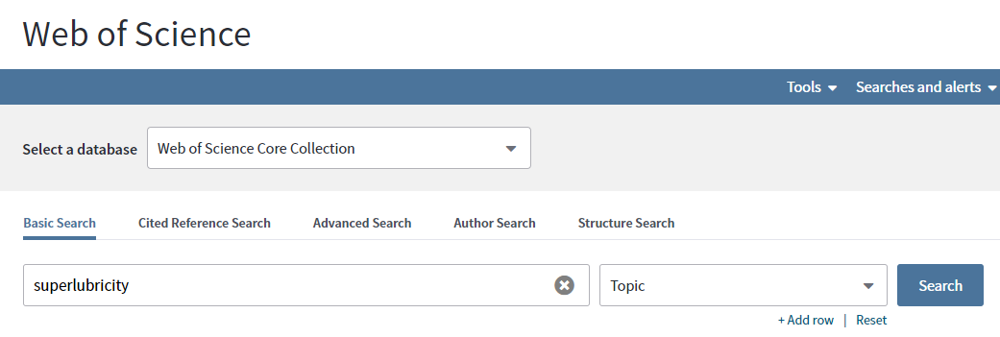 Web of Science
Tools Searches and alerts
Select a database Web of Science Core Collection
Basic Search Cited Reference Search Advanced Search Author Search Structure Search
superlubricity Topic Search
+ Add row | Reset